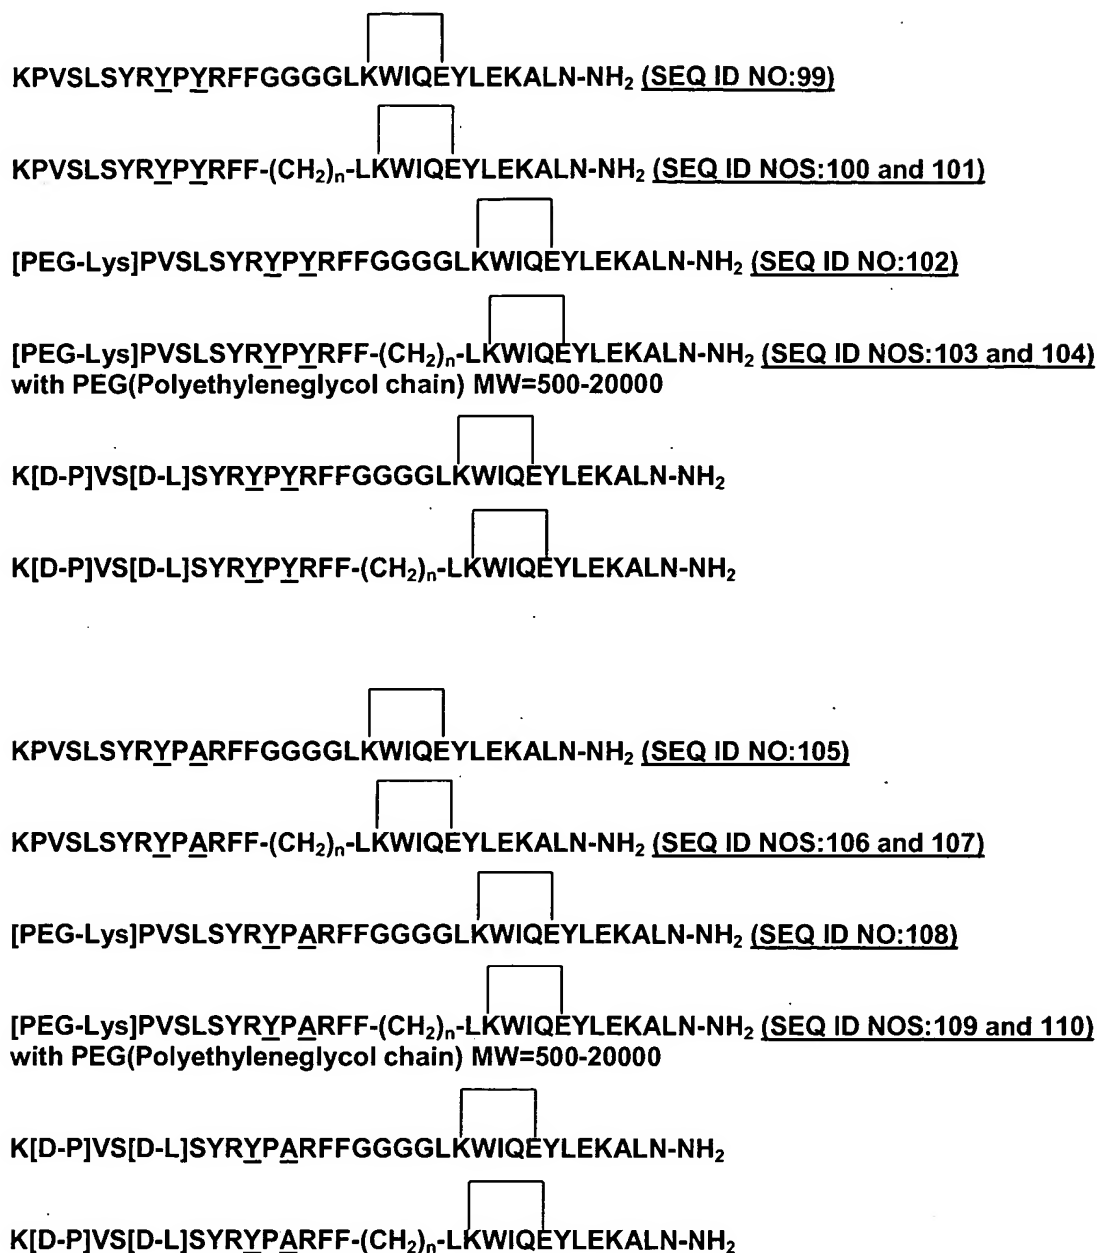 KPVSLSYRYPYRFFGGGGLKWIQEYLEKALN-NH2 (SEQ ID NO:99)
KPVSLSYRYPYRFF-(CH2)n-LKWIQEYLEKALN-NH2 (SEQ ID NOS:100 and 101)
[PEG-Lys]PVSLSYRYPYRFFGGGGLKWIQEYLEKALN-NH2 (SEQ ID NO:102)
[PEG-Lys]PVSLSYRYPYRFF-(CH2)n-LKWIQEYLEKALN-NH2 (SEQ ID NOS:103 and 104)
with PEG(Polyethyleneglycol chain) MW=500-20000
K[D-P]VS[D-L]SYRYPYRFFGGGGLKWIQEYLEKALN-NH2
K[D-P]VS[D-L]SYRYPYRFF-(CH2)n-LKWIQEYLEKALN-NH2
KPVSLSYRYPARFFGGGGLKWIQEYLEKALN-NH2 (SEQ ID NO:105)
KPVSLSYRYPARFF-(CH2)n-LKWIQEYLEKALN-NH2 (SEQ ID NOS:106 and 107)
[PEG-Lys]PVSLSYRYPARFFGGGGLKWIQEYLEKALN-NH2 (SEQ ID NO:108)
[PEG-Lys]PVSLSYRYPARFF-(CH2)n-LKWIQEYLEKALN-NH2 (SEQ ID NOS:109 and 110)
with PEG(Polyethyleneglycol chain) MW=500-20000
K[D-P]VS[D-L]SYRYPARFFGGGGLKWIQEYLEKALN-NH2
K[D-P]VS[D-L]SYRYPARFF-(CH2)n-LKWIQEYLEKALN-NH2